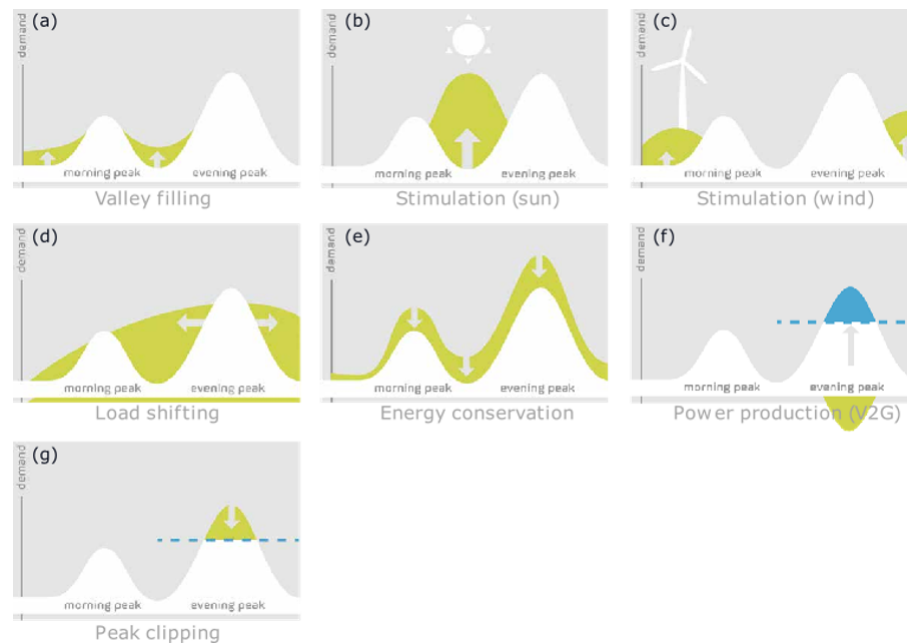 (a)
demand
morning peak
evening peak
Valley filling
(b)
demand
morning peak
evening peak
Stimulation (sun)
(c)
demand
morning peak
evening peak
Stimulation (wind)
(d)
demand
demand
morning peak
evening peak
Load shifting
(e)
demand
morning peak
evening peak
Energy conservation
(f)
demand
morning peak
evening peak
Power production (V2G)
(g)
demand
morning peak
evening peak
Peak clipping